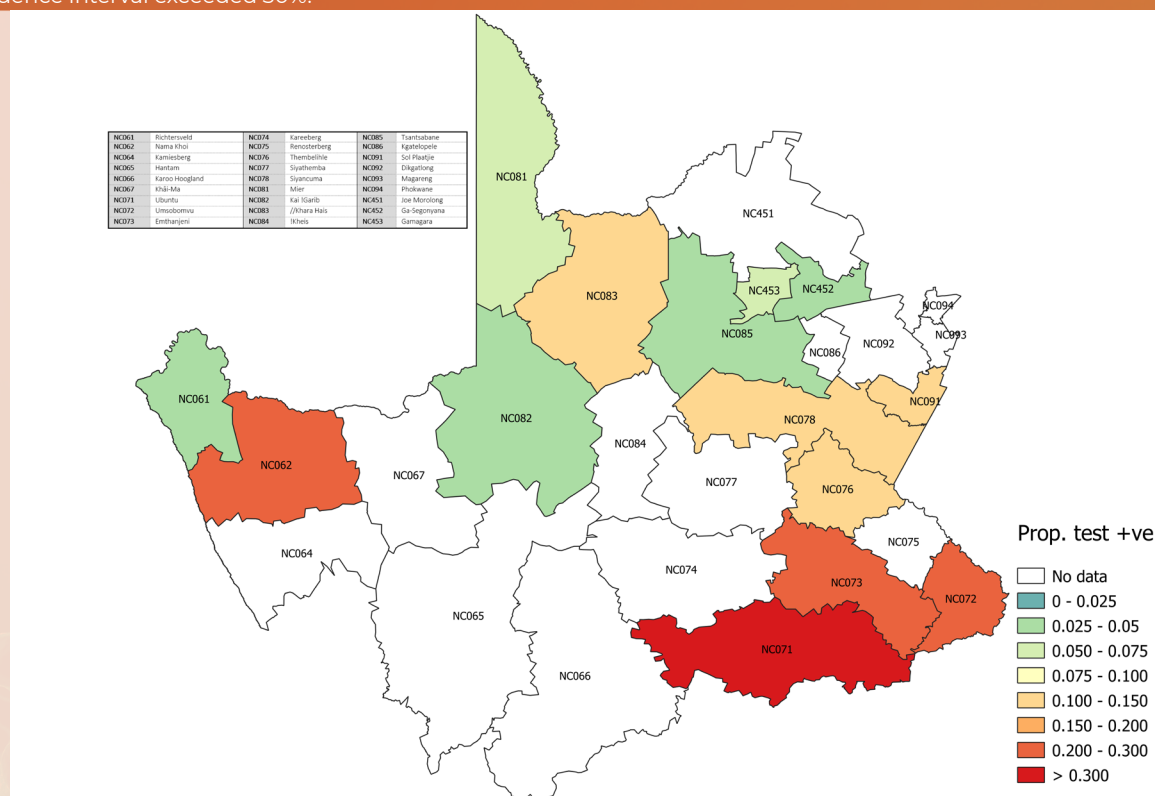 dence interval exceeded 30%.
NC061 Richtersveld NC074 Kareeberg NC085 Tsantsabane
NC062 Nama Khoi NC075 Renosterberg NC086 Kgatelopele
NC064 Kamiesberg NC076 Thembelihle NC091 Sol Plaatjie
NC065 Hantam NC077 Siyathemba NC092 Dikgatlong
NC066 Karoo Hoogland NC078 Siyancuma NC093 Magareng
NC067 Khâi-Ma NC081 Mier NC094 Phokwane
NC071 Ubuntu NC082 Kai !Garib NC451 Joe Morolong
NC072 Umsobomvu NC083 //Khara Hais NC452 Ga-Segonyana
NC073 Emthanjeni NC084 !Kheis NC453 Gamagara
NC081
NC451
NC453
NC452
NC083
NC094
NC085
NC093
NC092
NC086
NC061
NC091
NC082
NC078
NC084
NC062
NC067
NC077
NC076
NC075
NC064
NC074
NC073
NC072
NC065
NC071
NC066
Prop. test +ve
No data
0 - 0.025
0.025 - 0.05
0.050 - 0.075
0.075 - 0.100
0.100 - 0.150
0.150 - 0.200
0.200 - 0.300
> 0.300